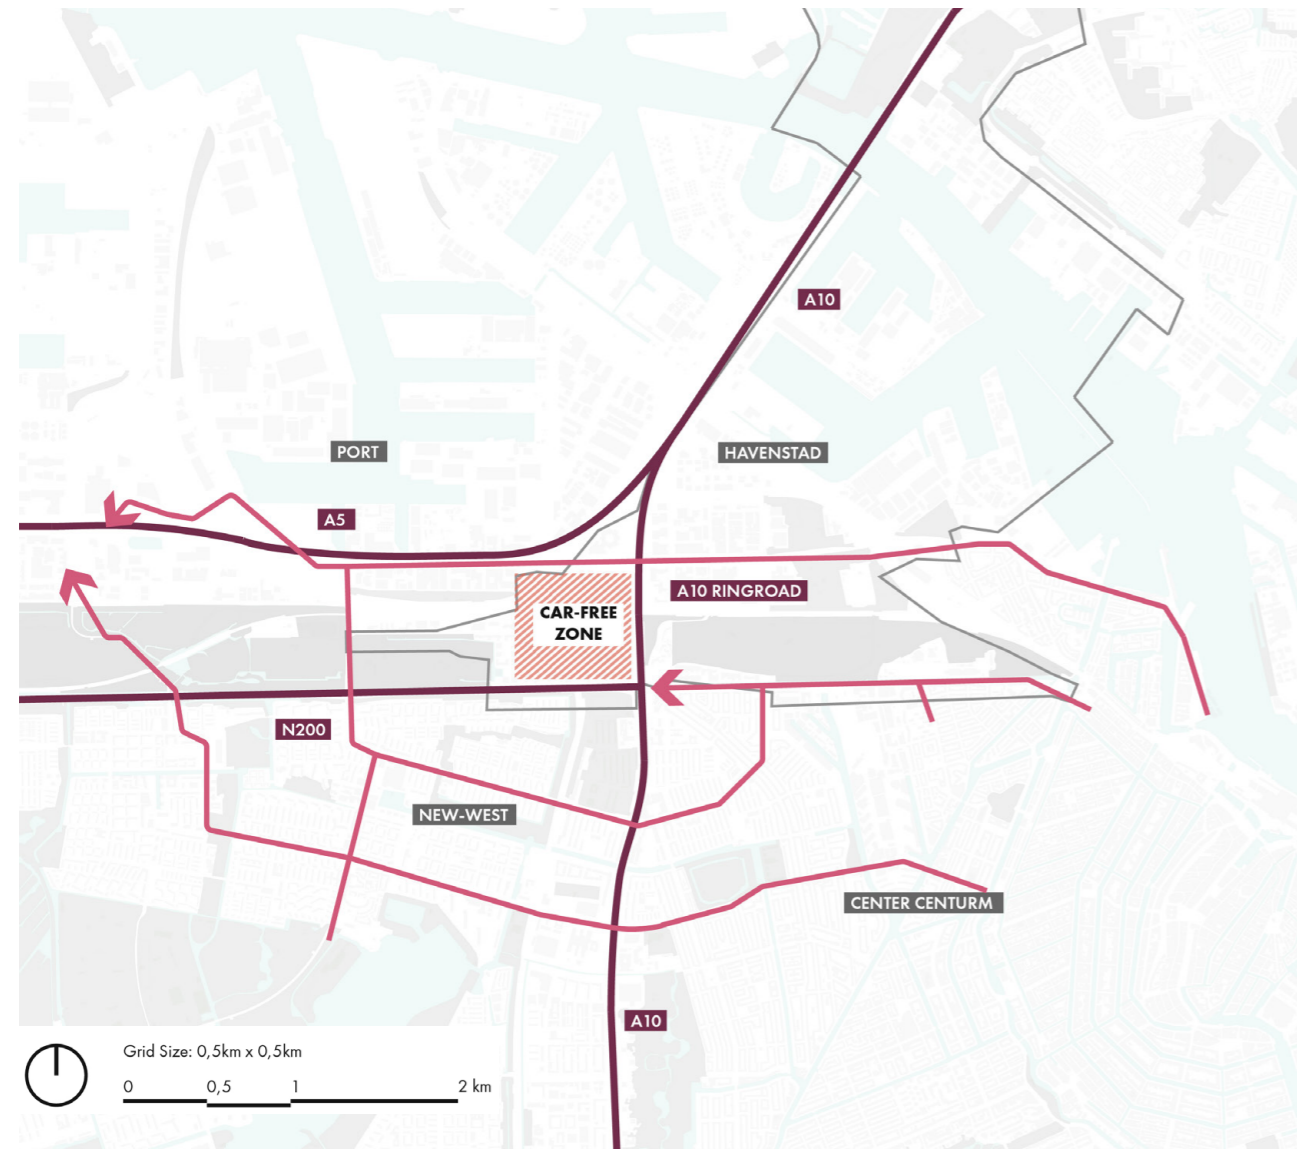 A10
PORT
HAVENSTAD
A5
A10 RINGROAD
CAR-FREE
ZONE
N200
NEW-WEST
CENTER CENTURM
A10
Grid Size: 0,5km x 0,5km
0 0,5 1 2 km